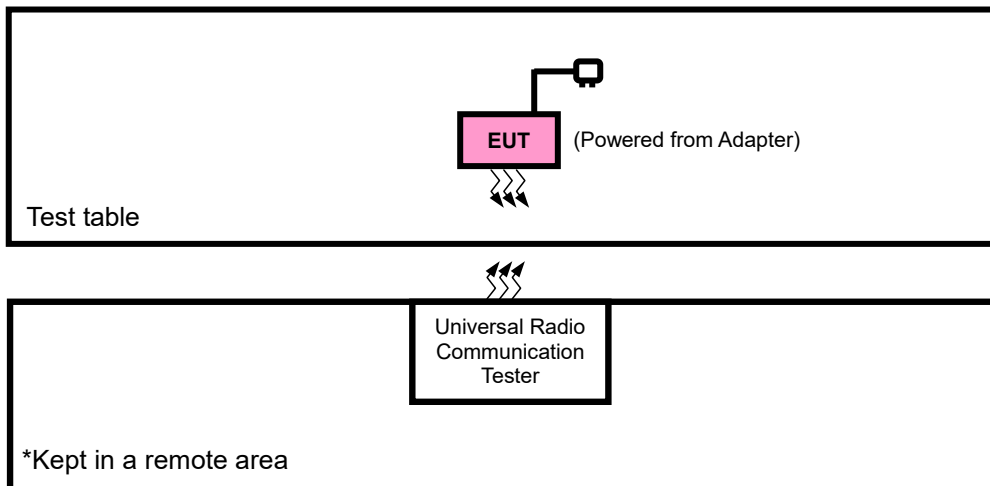 EUT
(Powered from Adapter)
Test table
Universal Radio
Communication
Tester
*Kept in a remote area